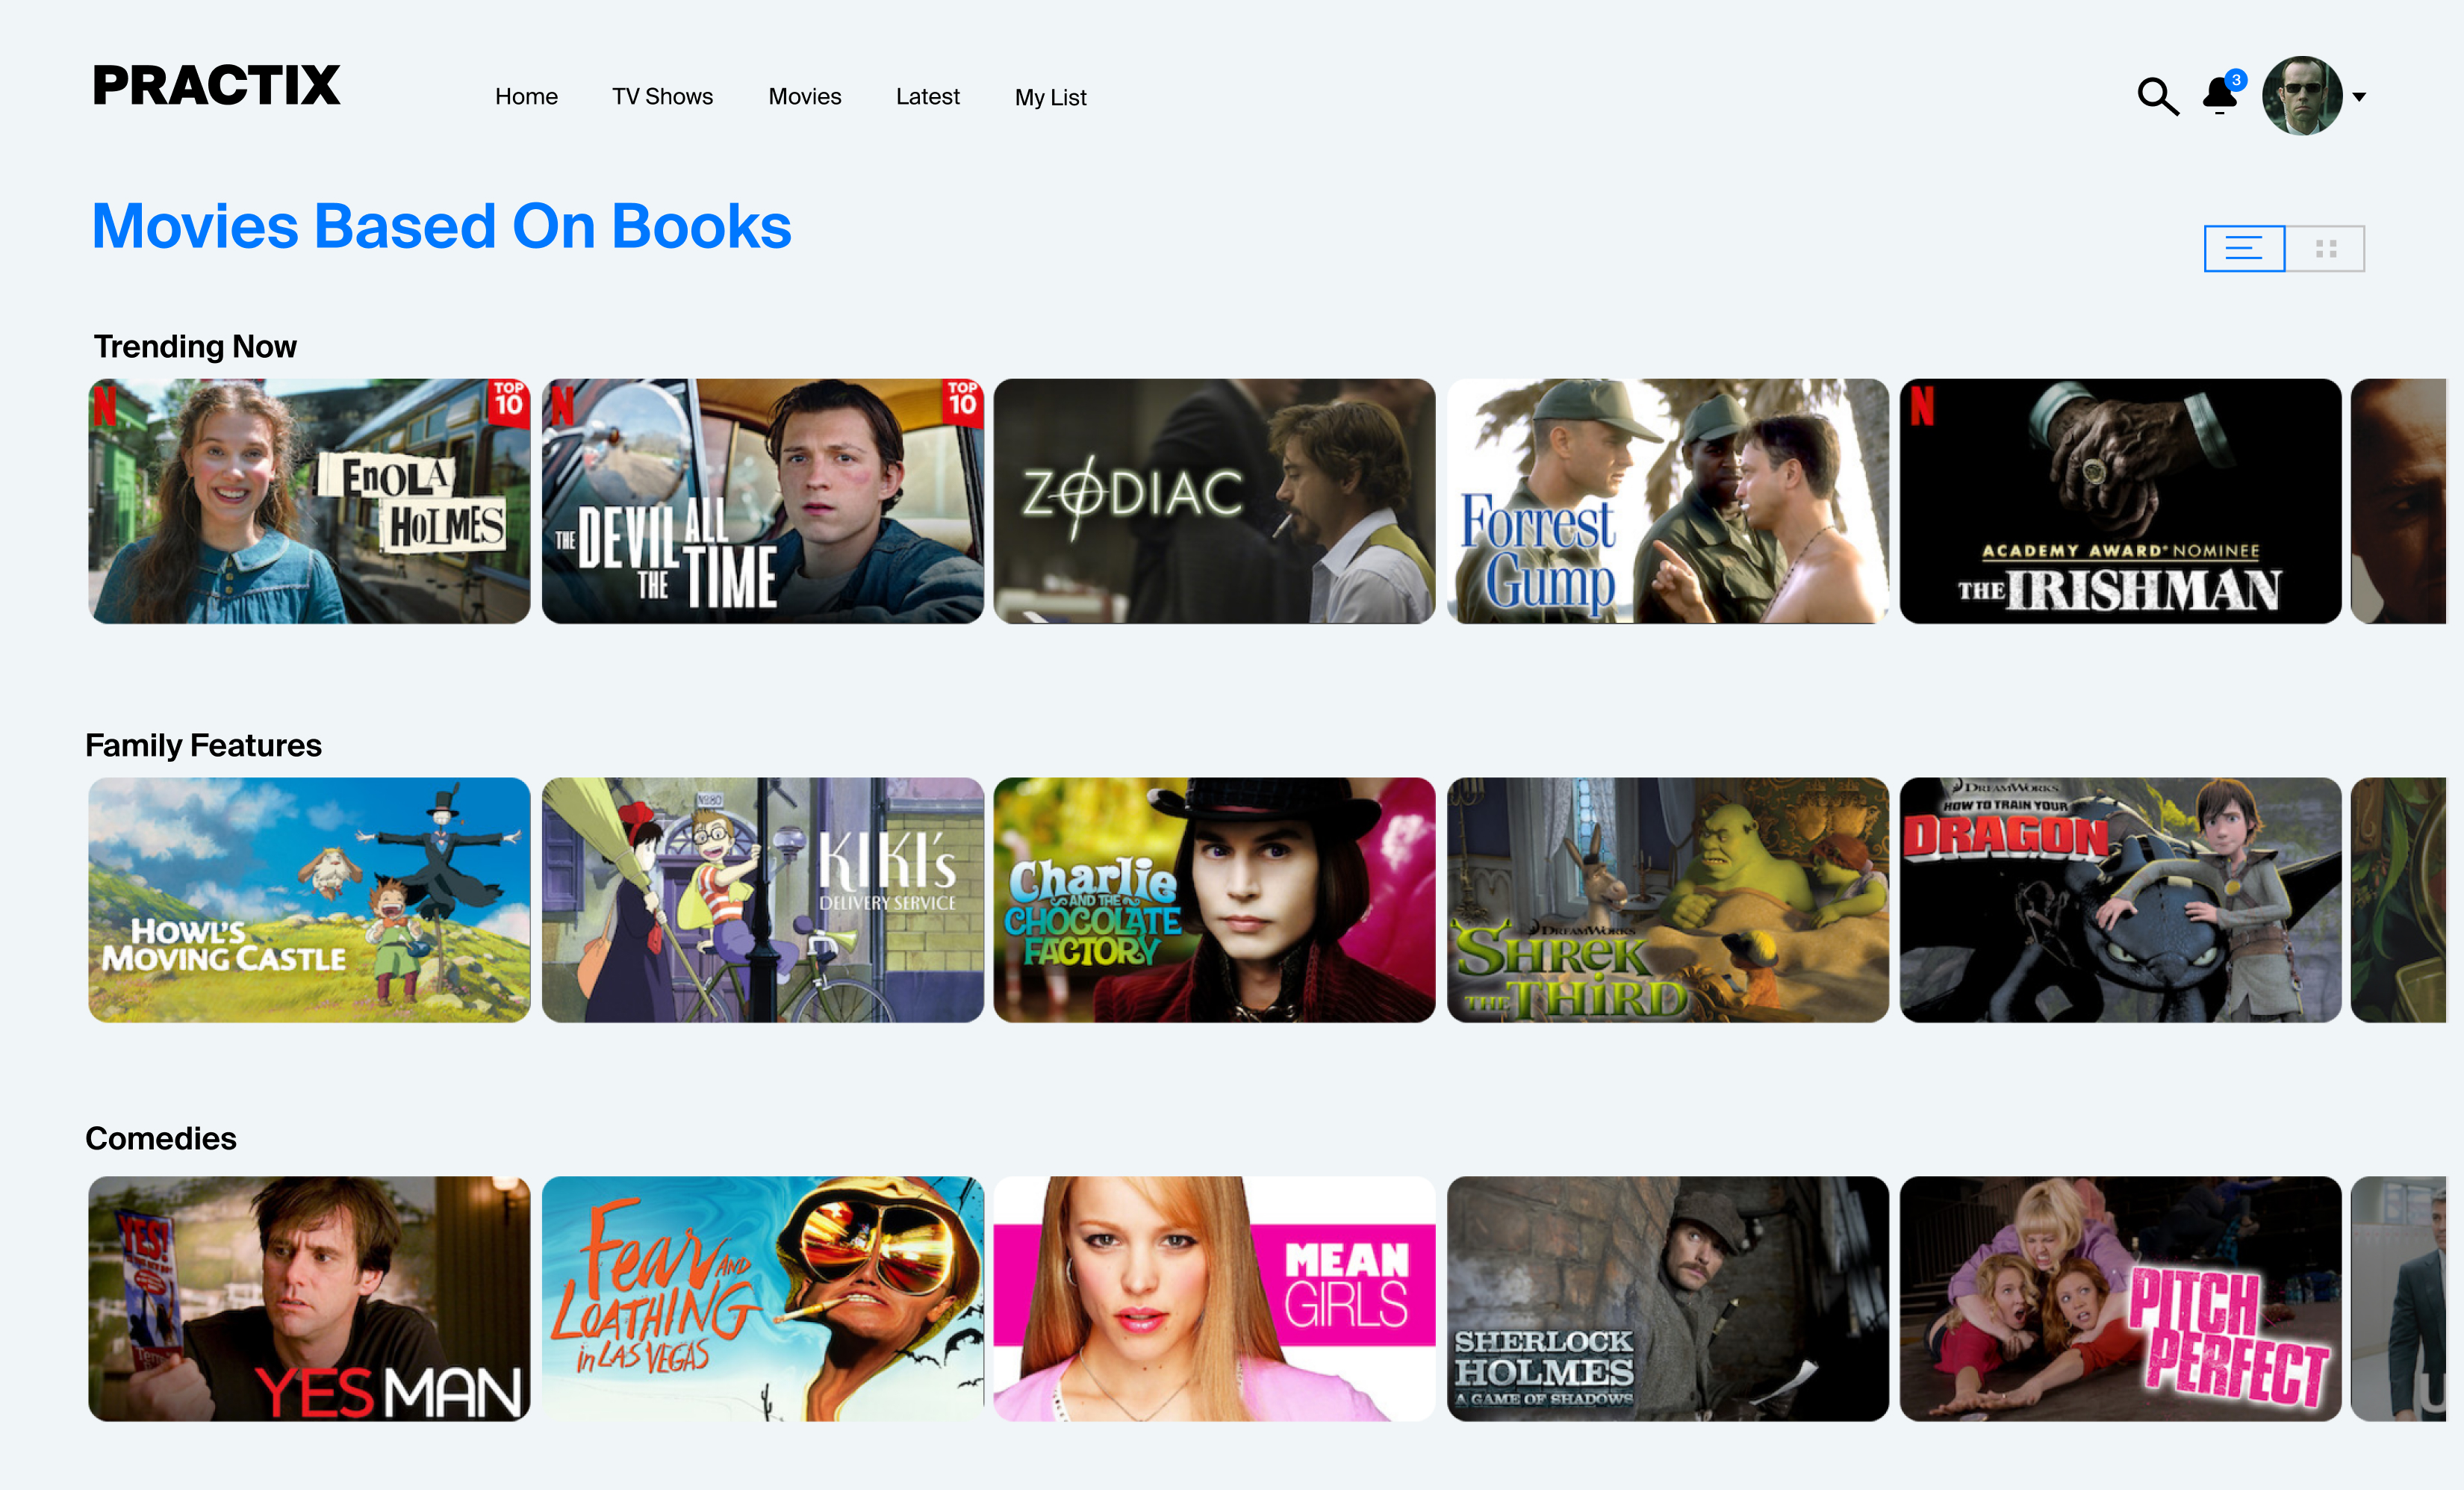 PRACTIX
Home
TV Shows
Movies
Latest
My List
3
Movies Based On Books
Trending Now
N
TOP
10
ENOLA
HOLMES
N
TOP
10
THE DEVIL ALL
THE TIME
ZODIAC
Forrest
Gump
N
ACADEMY AWARD® NOMINEE
THE IRISHMAN
Family Features
HOWL'S
MOVING CASTLE
No80
KIKI's
DELIVERY SERVICE
Charlie
AND THE
CHOCOLATE
FACTORY
DREAMWORKS
SHREK
THE THIRD
DREAMWORKS
HOW TO TRAIN YOUR
DRAGON
Comedies
YES!
YES MAN
Fear AND
LOATHING
in LAS VEGAS
MEAN
GIRLS
SHERLOCK
HOLMES
A GAME OF SHADOWS
PITCH
PERFECT
U